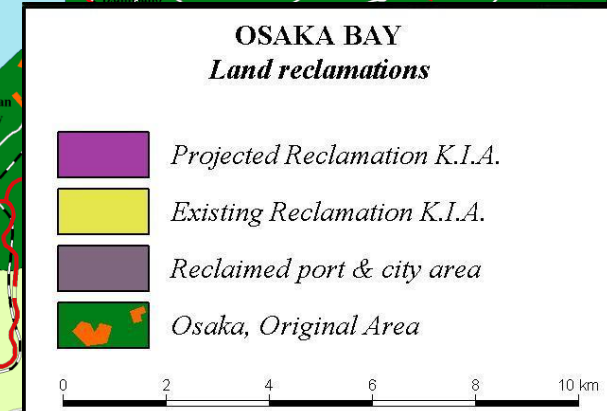 OSAKA BAY
Land reclamations
Projected Reclamation K.I.A.
Existing Reclamation K.I.A.
Reclaimed port & city area
Osaka, Original Area
0 2 4 6 8 10 km